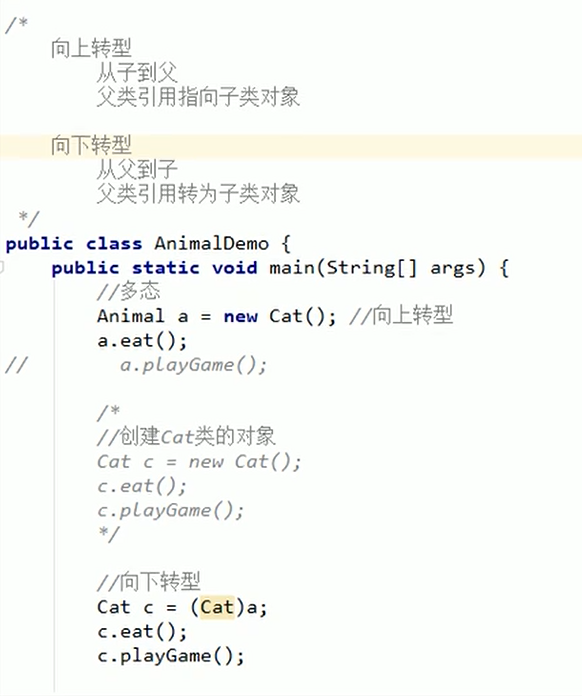 /*
    向上转型
        从子到父
        父类引用指向子类对象

    向下转型
        从父到子
        父类引用转为子类对象
 */
public class AnimalDemo {
    public static void main(String[] args) {
        //多态
        Animal a = new Cat(); //向上转型
        a.eat();
//        a.playGame();

        /*
        //创建Cat类的对象
        Cat c = new Cat();
        c.eat();
        c.playGame();
        */

        //向下转型
        Cat c = (Cat)a;
        c.eat();
        c.playGame();